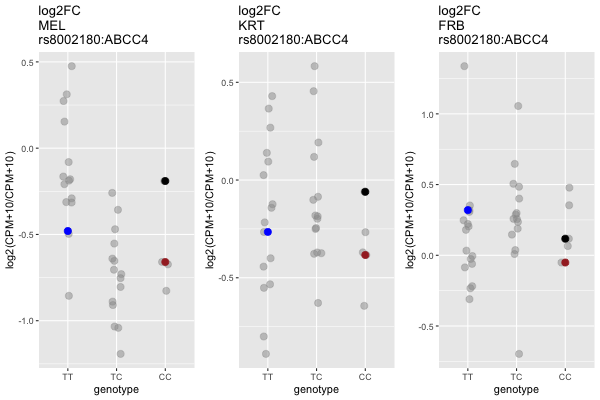 log2FC
MEL
rs8002180:ABCC4
log2(CPM+10/CPM+10)
0.5
0.0
-0.5
-1.0
TT
TC
CC
genotype
log2FC
KRT
rs8002180:ABCC4
log2(CPM+10/CPM+10)
0.5
0.0
-0.5
TT
TC
CC
genotype
log2FC
FRB
rs8002180:ABCC4
log2(CPM+10/CPM+10)
1.0
0.5
0.0
-0.5
TT
TC
CC
genotype